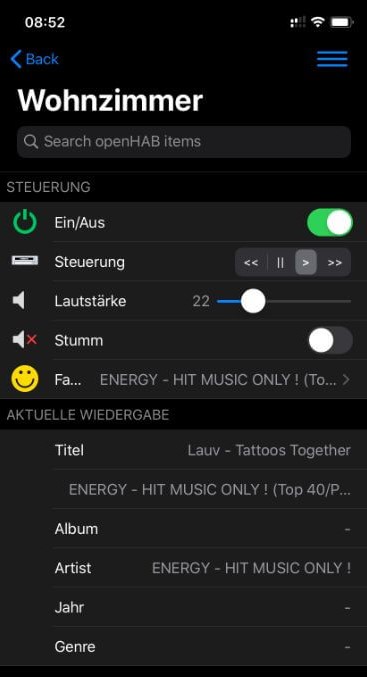 08:52
Back
Wohnzimmer
Search openHAB items
STEUERUNG
Ein/Aus
Steuerung << || > >>
Lautstärke 22
Stumm
Fa... ENERGY - HIT MUSIC ONLY ! (To...
AKTUELLE WIEDERGABE
Titel Lauv - Tattoos Together
ENERGY - HIT MUSIC ONLY ! (Top 40/P...
Album -
Artist ENERGY - HIT MUSIC ONLY !
Jahr -
Genre -